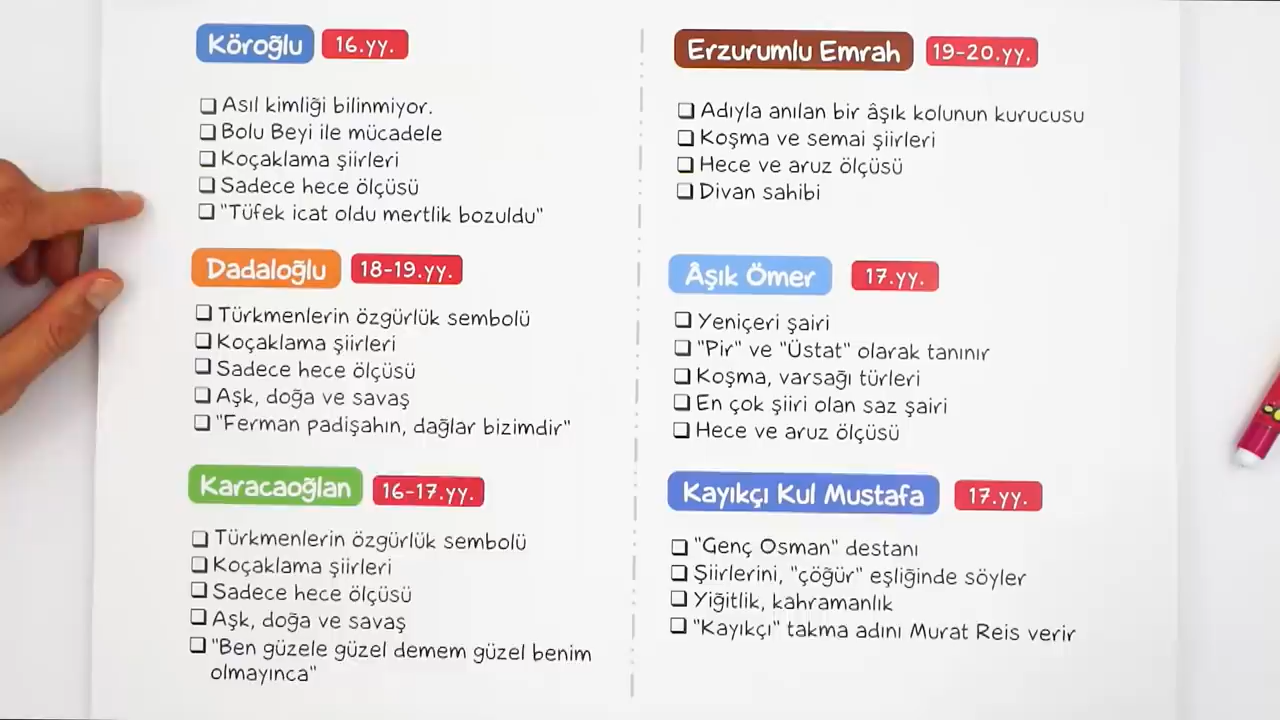 Köroğlu 16.yy.
❏ Asıl kimliği bilinmiyor.
❏ Bolu Beyi ile mücadele
❏ Koçaklama şiirleri
❏ Sadece hece ölçüsü
❏ "Tüfek icat oldu mertlik bozuldu"
Dadaloğlu 18-19.yy.
❏ Türkmenlerin özgürlük sembolü
❏ Koçaklama şiirleri
❏ Sadece hece ölçüsü
❏ Aşk, doğa ve savaş
❏ "Ferman padişahın, dağlar bizimdir"
Karacaoğlan 16-17.yy.
❏ Türkmenlerin özgürlük sembolü
❏ Koçaklama şiirleri
❏ Sadece hece ölçüsü
❏ Aşk, doğa ve savaş
❏ "Ben güzele güzel demem güzel benim
olmayınca"
Erzurumlu Emrah 19-20.yy.
❏ Adıyla anılan bir âşık kolunun kurucusu
❏ Koşma ve semai şiirleri
❏ Hece ve aruz ölçüsü
❏ Divan sahibi
Âşık Ömer 17.yy.
❏ Yeniçeri şairi
❏ "Pir" ve "Üstat" olarak tanınır
❏ Koşma, varsağı türleri
❏ En çok şiiri olan saz şairi
❏ Hece ve aruz ölçüsü
Kayıkçı Kul Mustafa 17.yy.
❏ "Genç Osman" destanı
❏ Şiirlerini, "çöğür" eşliğinde söyler
❏ Yiğitlik, kahramanlık
❏ "Kayıkçı" takma adını Murat Reis verir